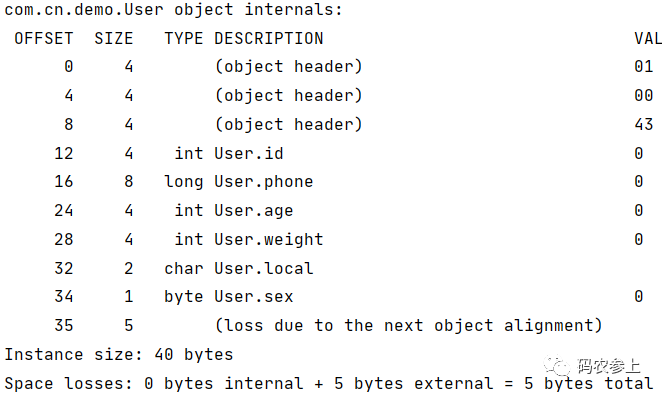 com.cn.demo.User object internals:
OFFSET  SIZE   TYPE DESCRIPTION                               VAL
     0     4        (object header)                           01
     4     4        (object header)                           00
     8     4        (object header)                           43
    12     4    int User.id                                   0
    16     8   long User.phone                                0
    24     4    int User.age                                  0
    28     4    int User.weight                               0
    32     2   char User.local
    34     1   byte User.sex                                  0
    35     5        (loss due to the next object alignment)
Instance size: 40 bytes
码农参上
Space losses: 0 bytes internal + 5 bytes external = 5 bytes total